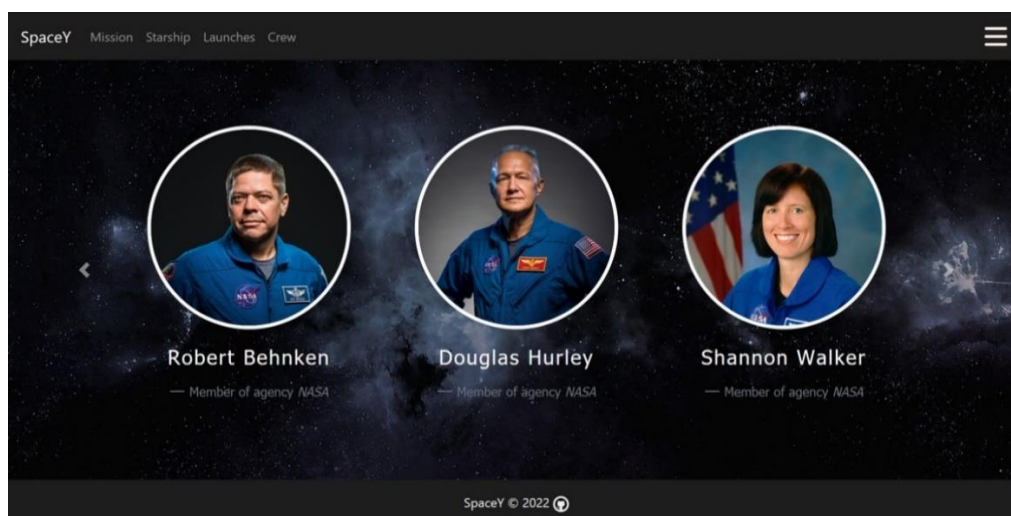 SpaceY Mission Starship Launches Crew
NASA
Robert Behnken Douglas Hurley Shannon Walker
— Member of agency NASA — Member of agency NASA — Member of agency NASA
SpaceY © 2022